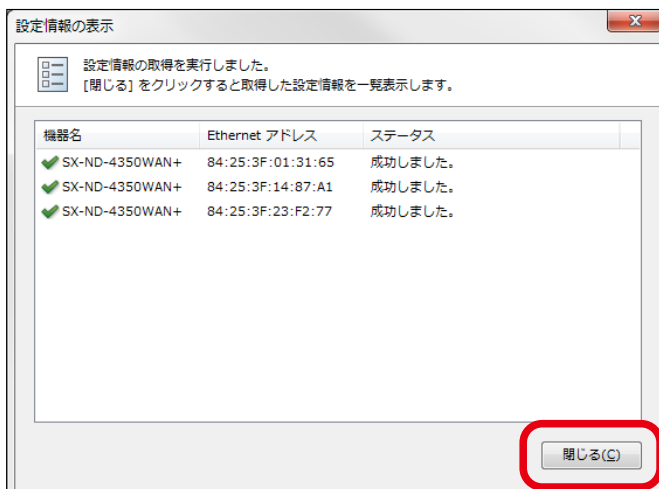 設定情報の表示
設定情報の取得を実行しました。
[閉じる] をクリックすると取得した設定情報を一覧表示します。
機器名 Ethernet アドレス ステータス
SX-ND-4350WAN+ 84:25:3F:01:31:65 成功しました。
SX-ND-4350WAN+ 84:25:3F:14:87:A1 成功しました。
SX-ND-4350WAN+ 84:25:3F:23:F2:77 成功しました。
閉じる(C)